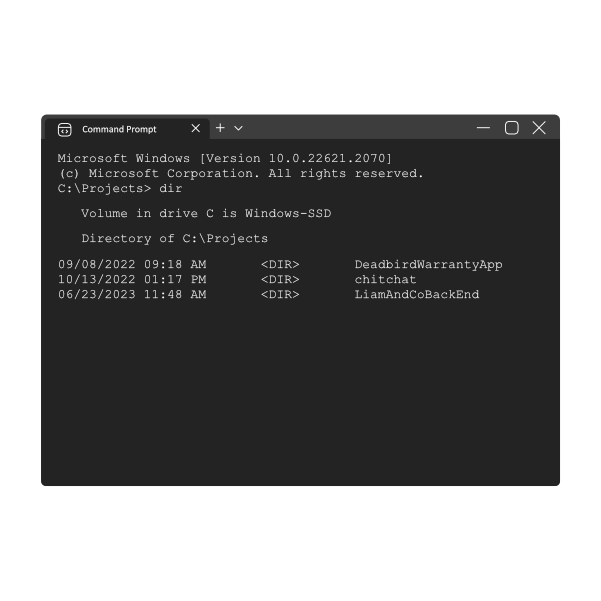 Command Prompt
Microsoft Windows [Version 10.0.22621.2070]
(c) Microsoft Corporation. All rights reserved.
C:\Projects> dir
Volume in drive C is Windows-SSD
Directory of C:\Projects
09/08/2022 09:18 AM <DIR> DeadbirdWarrantyApp
10/13/2022 01:17 PM <DIR> chitchat
06/23/2023 11:48 AM <DIR> LiamAndCoBackEnd